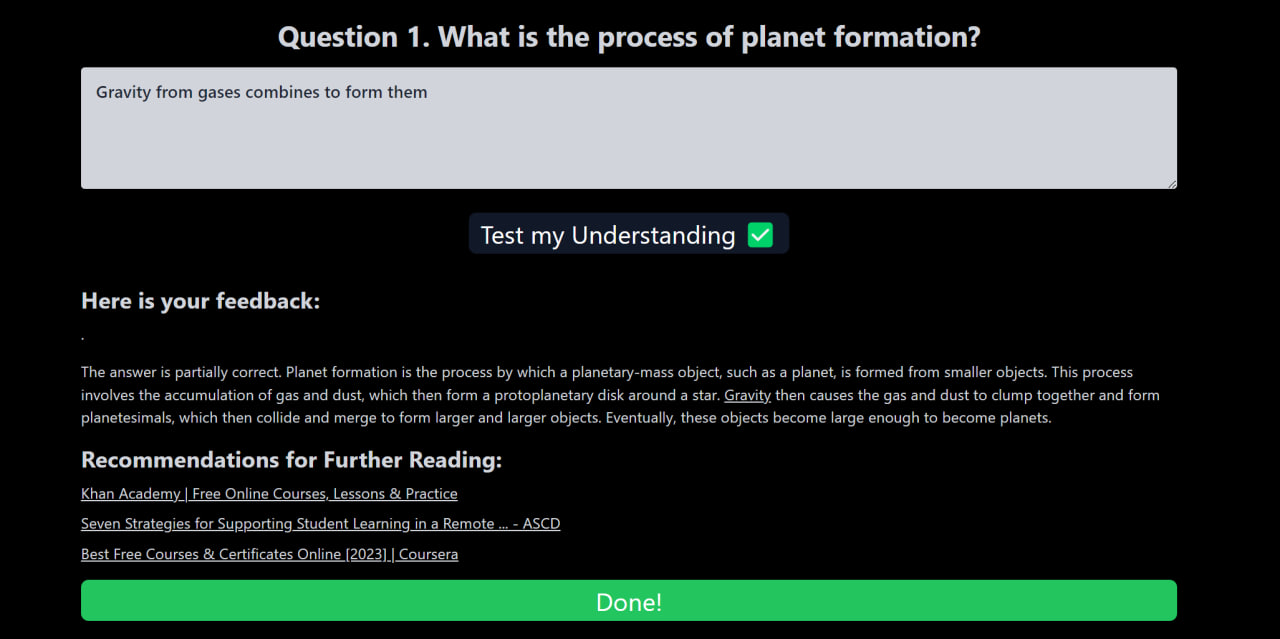 Question 1. What is the process of planet formation?
Gravity from gases combines to form them
Test my Understanding
Here is your feedback:
.
The answer is partially correct. Planet formation is the process by which a planetary-mass object, such as a planet, is formed from smaller objects. This process
involves the accumulation of gas and dust, which then form a protoplanetary disk around a star. Gravity then causes the gas and dust to clump together and form
planetesimals, which then collide and merge to form larger and larger objects. Eventually, these objects become large enough to become planets.
Recommendations for Further Reading:
Khan Academy | Free Online Courses, Lessons & Practice
Seven Strategies for Supporting Student Learning in a Remote ... - ASCD
Best Free Courses & Certificates Online [2023] | Coursera
Done!